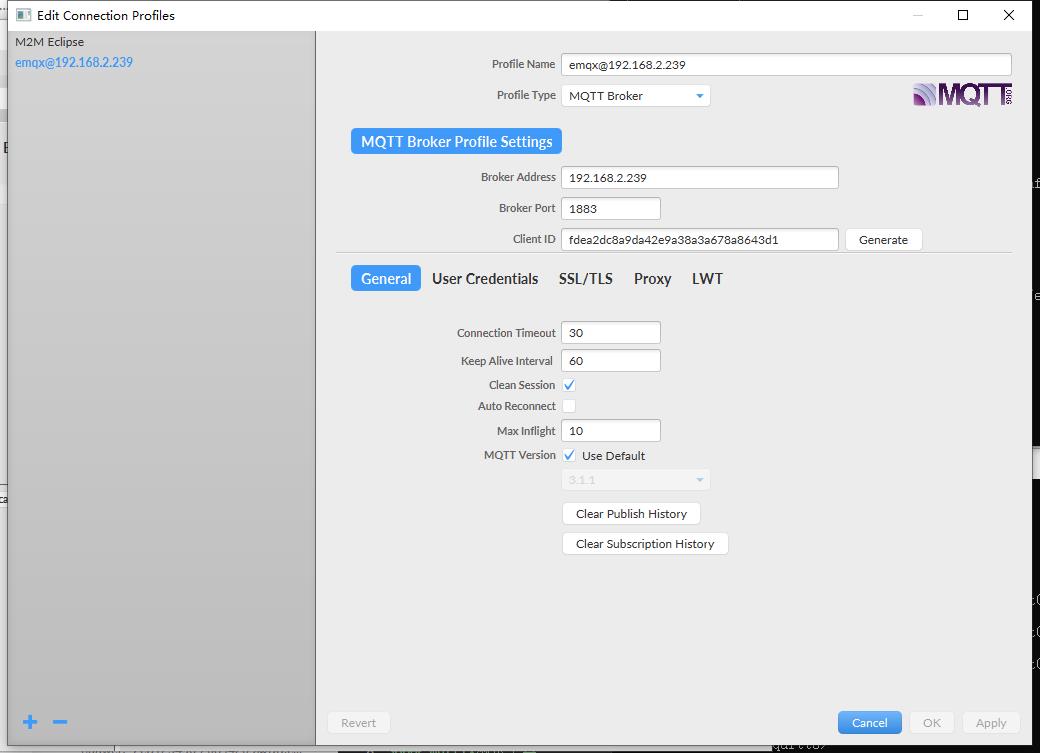 Edit Connection Profiles
M2M Eclipse
emqx@192.168.2.239
Profile Name emqx@192.168.2.239
Profile Type MQTT Broker
MQTT.ORG
MQTT Broker Profile Settings
Broker Address 192.168.2.239
Broker Port 1883
Client ID fdea2dc8a9da42e9a38a3a678a8643d1 Generate
General User Credentials SSL/TLS Proxy LWT
Connection Timeout 30
Keep Alive Interval 60
Clean Session
Auto Reconnect
Max Inflight 10
MQTT Version Use Default
3.1.1
Clear Publish History
Clear Subscription History
Revert Cancel OK Apply